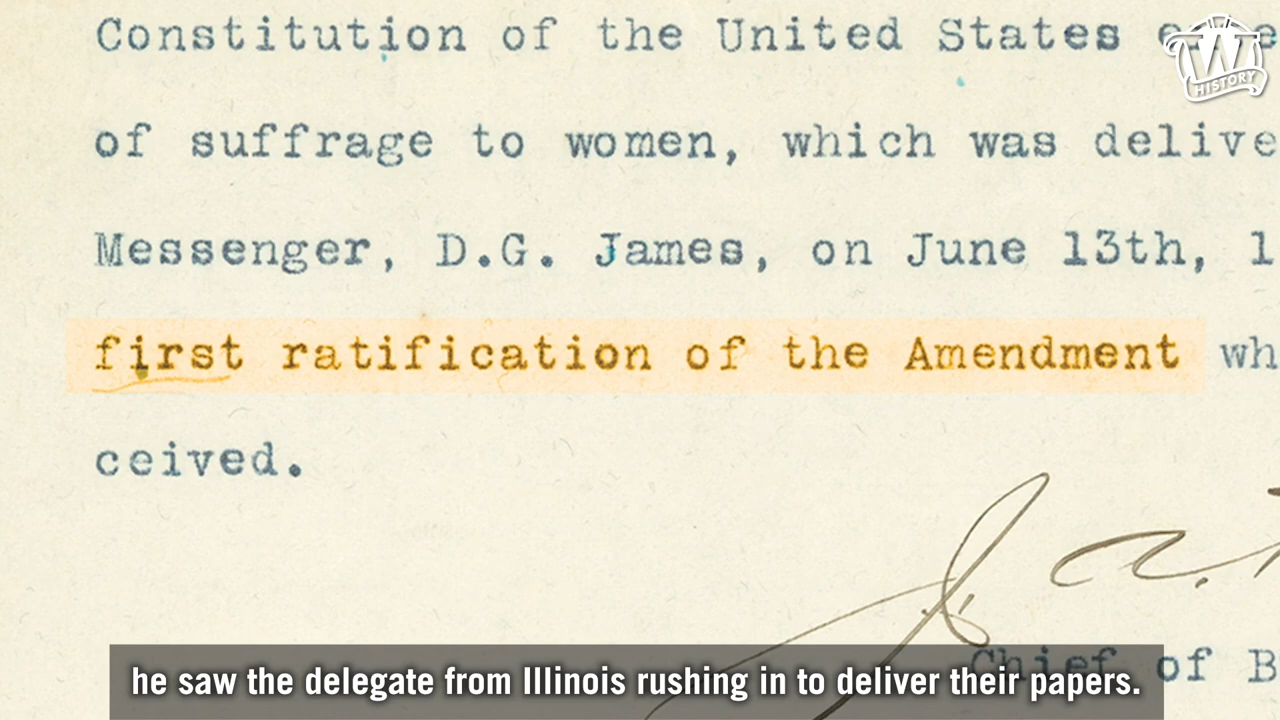 Constitution of the United States
of suffrage to women, which was delive
Messenger, D.G. James, on June 13th, 1
first ratification of the Amendment wh
ceived.
Chief of B
W
HISTORY
he saw the delegate from Illinois rushing in to deliver their papers.